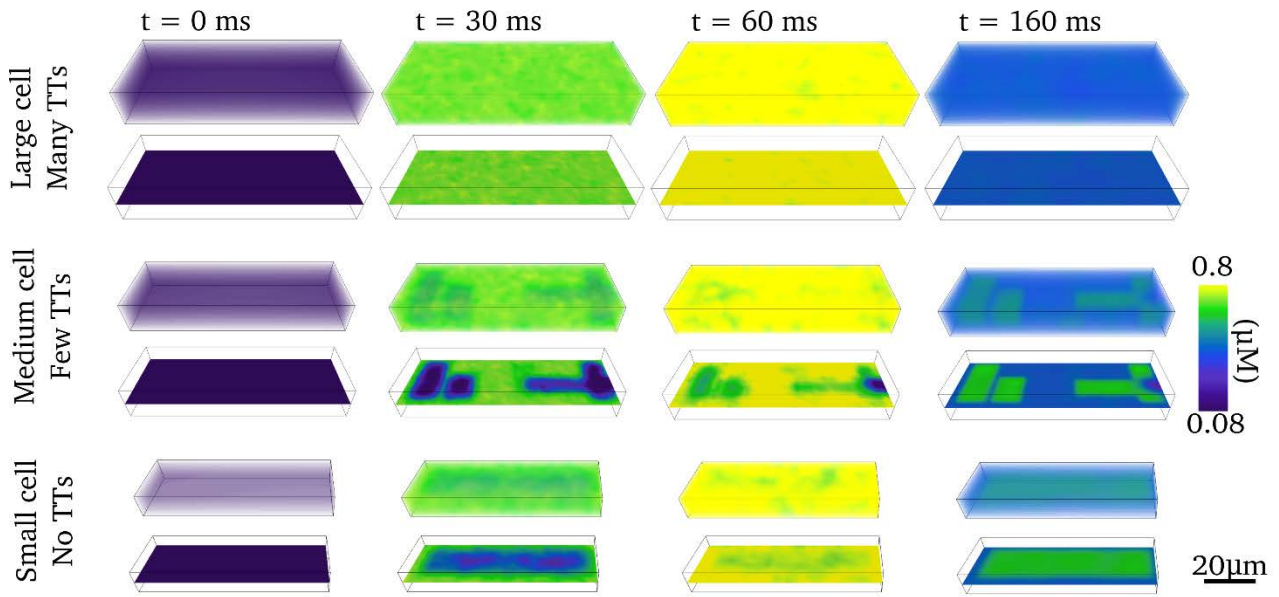 t = 0 ms
t = 30 ms
t = 60 ms
t = 160 ms
Large cell
Many TTs
Medium cell
Few TTs
Small cell
No TTs
0.8
(μM)
0.08
20μm